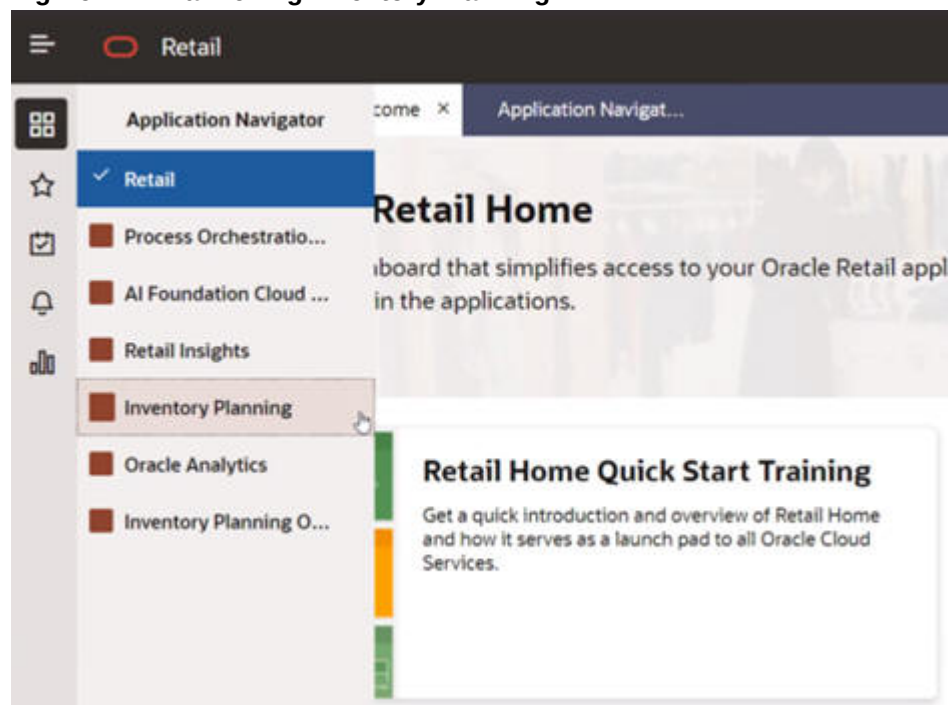 Retail
Application Navigator
come × Application Navigat...
Retail
Retail Home
Process Orchestratio...
board that simplifies access to your Oracle Retail appl
AI Foundation Cloud ...
in the applications.
Retail Insights
Inventory Planning
Oracle Analytics
Inventory Planning O...
Retail Home Quick Start Training
Get a quick introduction and overview of Retail Home
and how it serves as a launch pad to all Oracle Cloud
Services.